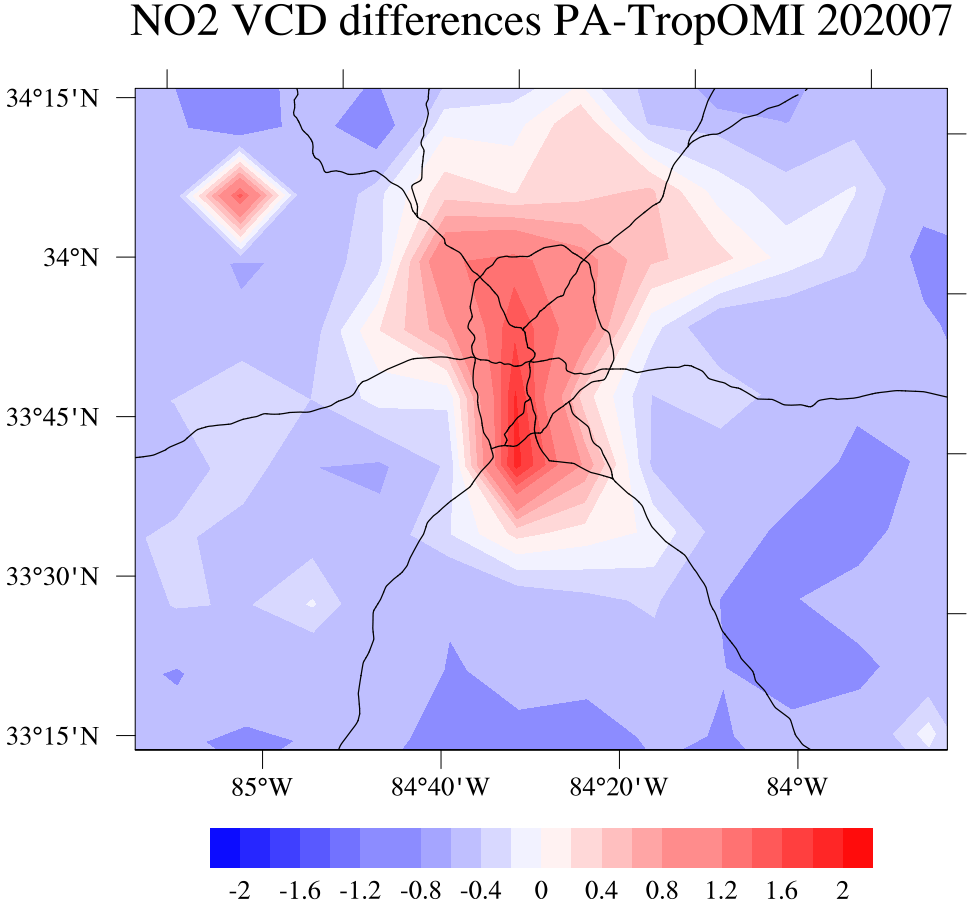 NO2 VCD differences PA-TropOMI 202007
34°15'N
34°N
33°45'N
33°30'N
33°15'N
85°W 84°40'W 84°20'W 84°W
-2 -1.6 -1.2 -0.8 -0.4 0 0.4 0.8 1.2 1.6 2